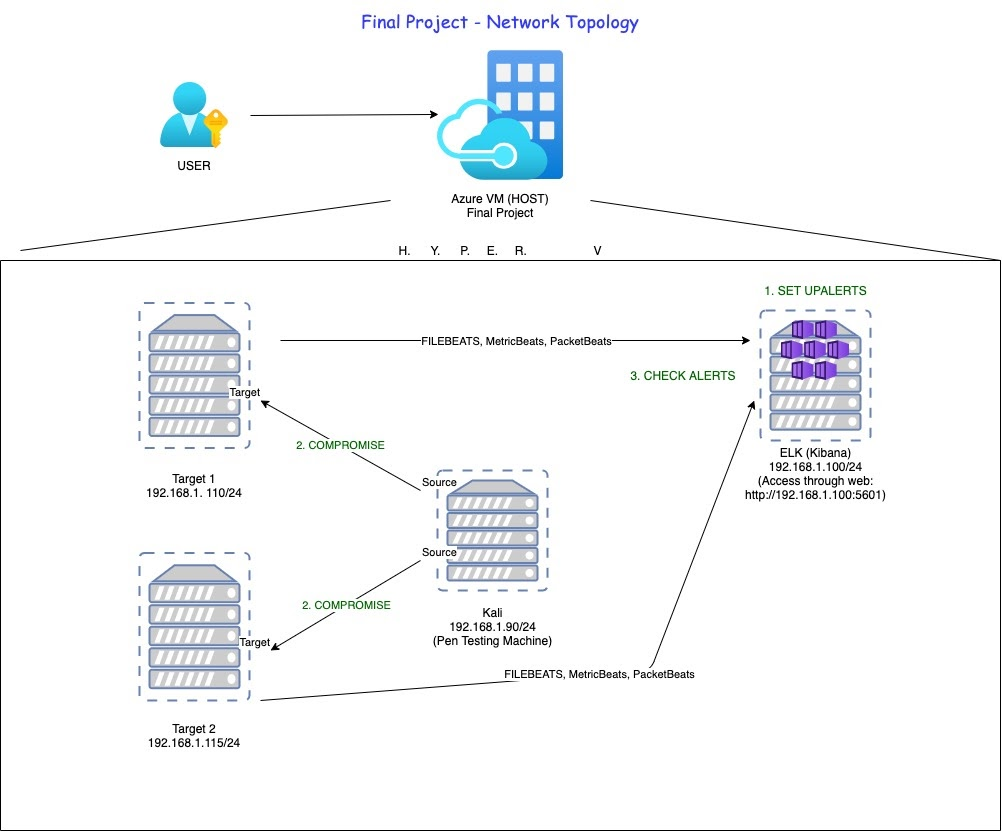 Final Project - Network Topology
USER
Azure VM (HOST)
Final Project
H. Y. P. E. R. V
1. SET UPALERTS
FILEBEATS, MetricBeats, PacketBeats
3. CHECK ALERTS
Target
2. COMPROMISE
ELK (Kibana)
192.168.1.100/24
(Access through web:
http://192.168.1.100:5601)
Target 1
192.168.1. 110/24
Source
Source
2. COMPROMISE
Kali
192.168.1.90/24
(Pen Testing Machine)
Target
FILEBEATS, MetricBeats, PacketBeats
Target 2
192.168.1.115/24